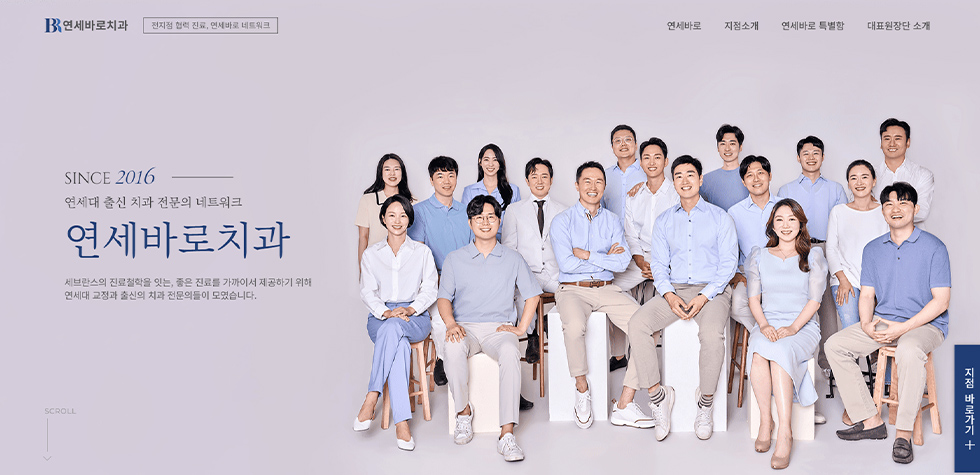 BR 연세바로치과
전지점 협력 진료, 연세바로 네트워크
연세바로 지점소개 연세바로 특별함 대표원장단 소개
SINCE 2016
연세대 출신 치과 전문의 네트워크
연세바로치과
세브란스의 진료철학을 잇는, 좋은 진료를 가까이서 제공하기 위해
연세대 교정과 출신의 치과 전문의들이 모였습니다.
SCROLL
지점 바로가기 +